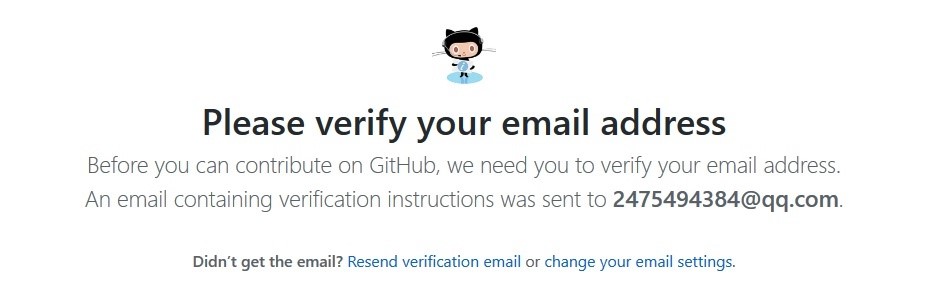 Please verify your email address
Before you can contribute on GitHub, we need you to verify your email address.
An email containing verification instructions was sent to 2475494384@qq.com.
Didn’t get the email? Resend verification email or change your email settings.